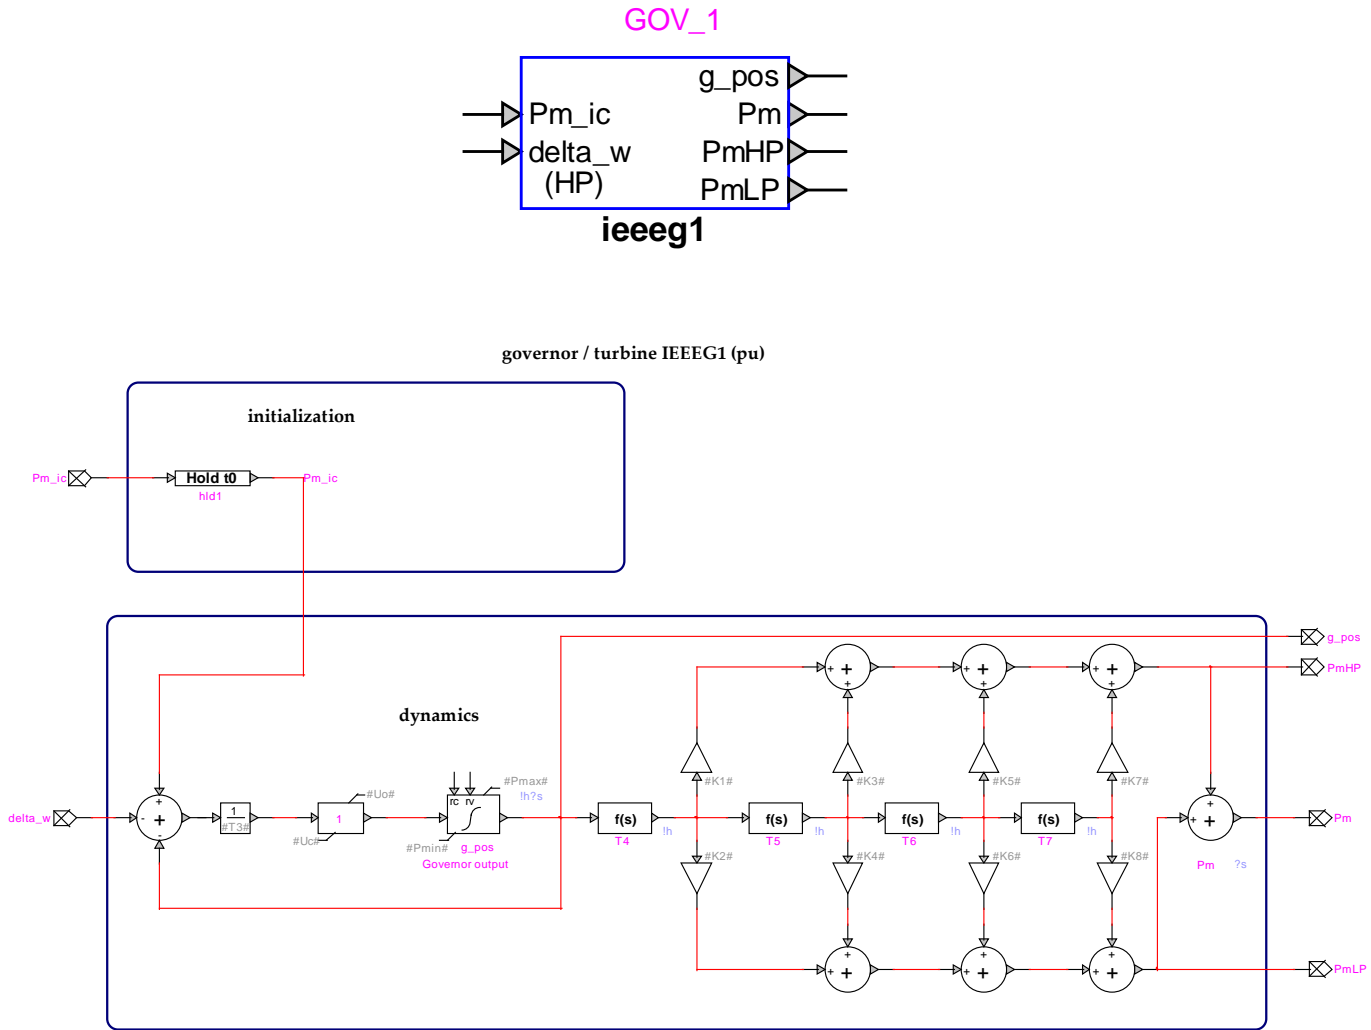 GOV_1
g_pos
Pm_ic
Pm
delta_w
PmHP
(HP)
PmLP
ieeeg1
governor / turbine IEEEG1 (pu)
initialization
Pm_ic
Hold t0
Pm_ic
hld1
g_pos
PmHP
dynamics
#K1#
#K3#
#K5#
#K7#
#Pmax#
#Uo#
!h?s
rc rv
+
+
+
+
+
+
+
+
+
+
+
+
delta_w
-
+
-
1
#T3#
1
f(s)
f(s)
f(s)
f(s)
+
+
+
Pm
#Uc#
#Pmin#
g_pos
T4
!h
T5
!h
T6
!h
T7
!h
Governor output
#K2#
#K4#
#K6#
#K8#
Pm
?s
+
+
+
+
+
+
+
+
+
PmLP